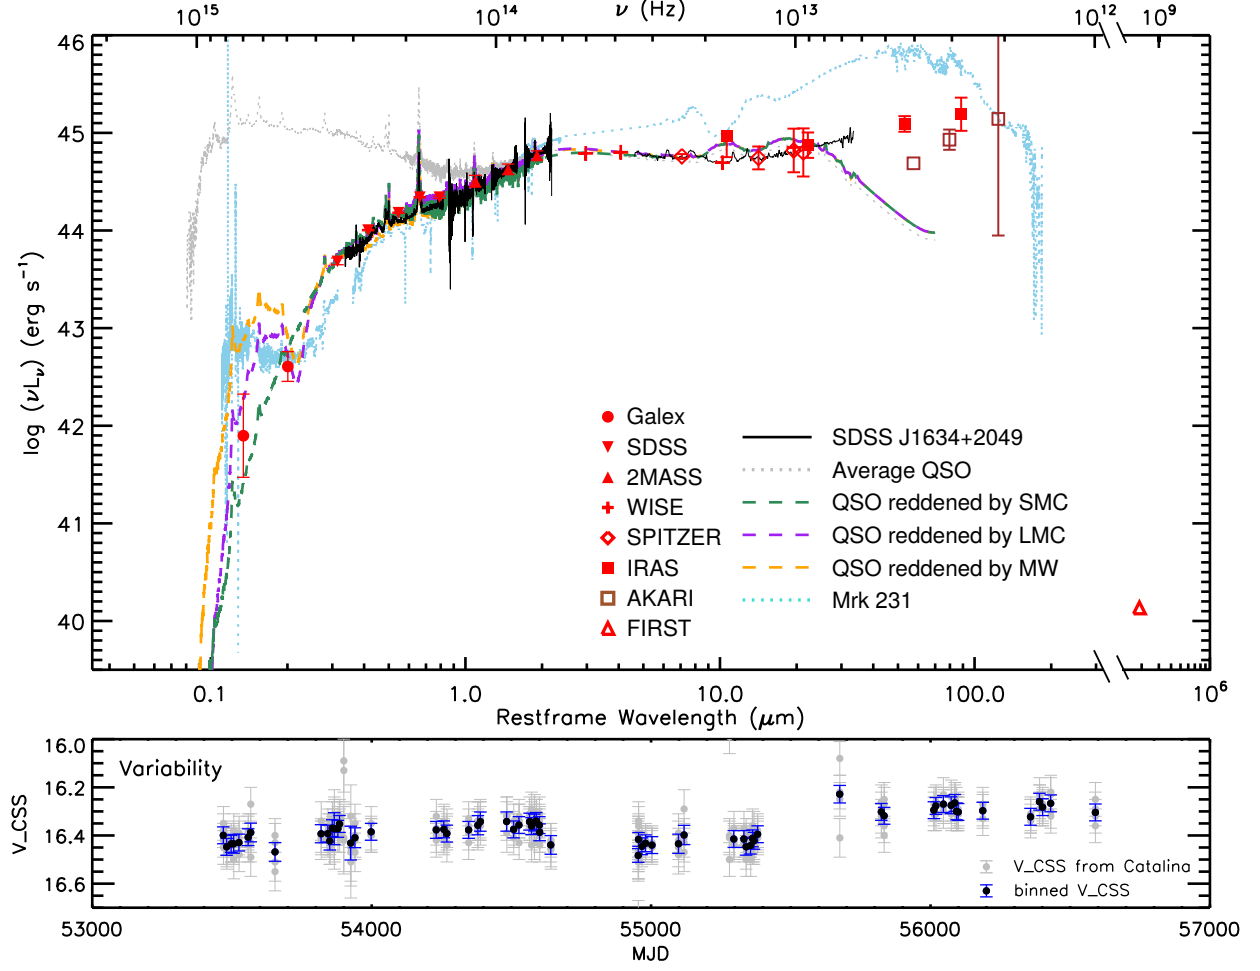 ν (Hz)
10^15 10^14 10^13 10^12 10^9
46
45
44
43
42
41
40
log (νL_ν) (erg s^−1)
Galex
SDSS
2MASS
WISE
SPITZER
IRAS
AKARI
FIRST
SDSS J1634+2049
Average QSO
QSO reddened by SMC
QSO reddened by LMC
QSO reddened by MW
Mrk 231
0.1 1.0 10.0 100.0 10^6
Restframe Wavelength (μm)
Variability
16.0
16.2
16.4
16.6
V_CSS
V_CSS from Catalina
binned V_CSS
53000 54000 55000 56000 57000
MJD